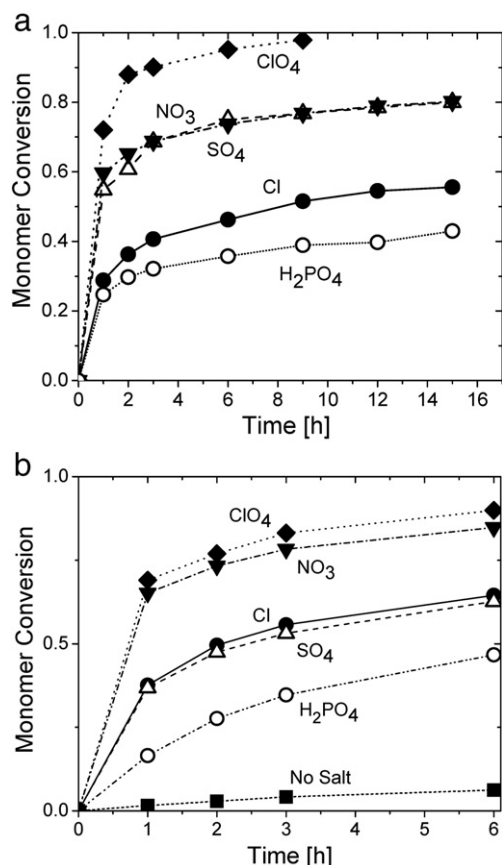 a
1.0
0.8
0.6
0.4
0.2
0.0
Monomer Conversion
ClO4
NO3
SO4
Cl
H2PO4
0 2 4 6 8 10 12 14 16
Time [h]
b
1.0
0.5
0.0
Monomer Conversion
ClO4
NO3
Cl
SO4
H2PO4
No Salt
0 1 2 3 4 5 6
Time [h]